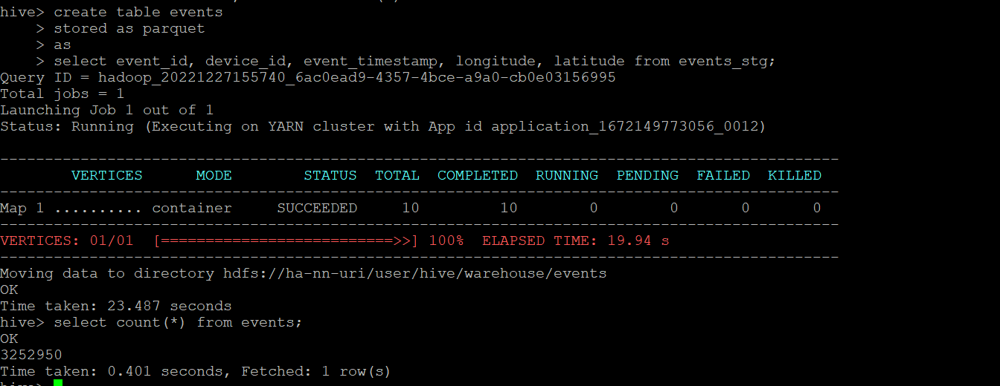 hive> create table events
    > stored as parquet
    > as
    > select event_id, device_id, event_timestamp, longitude, latitude from events_stg;
Query ID = hadoop_20221227155740_6ac0ead9-4357-4bce-a9a0-cb0e03156995
Total jobs = 1
Launching Job 1 out of 1
Status: Running (Executing on YARN cluster with App id application_1672149773056_0012)
----------------------------------------------------------------------------------------------
        VERTICES      MODE        STATUS  TOTAL  COMPLETED  RUNNING  PENDING  FAILED  KILLED
----------------------------------------------------------------------------------------------
Map 1 .......... container     SUCCEEDED     10         10        0        0       0       0
----------------------------------------------------------------------------------------------
VERTICES: 01/01  [==========================>>] 100%  ELAPSED TIME: 19.94 s
----------------------------------------------------------------------------------------------
Moving data to directory hdfs://ha-nn-uri/user/hive/warehouse/events
OK
Time taken: 23.487 seconds
hive> select count(*) from events;
OK
3252950
Time taken: 0.401 seconds, Fetched: 1 row(s)
hive>